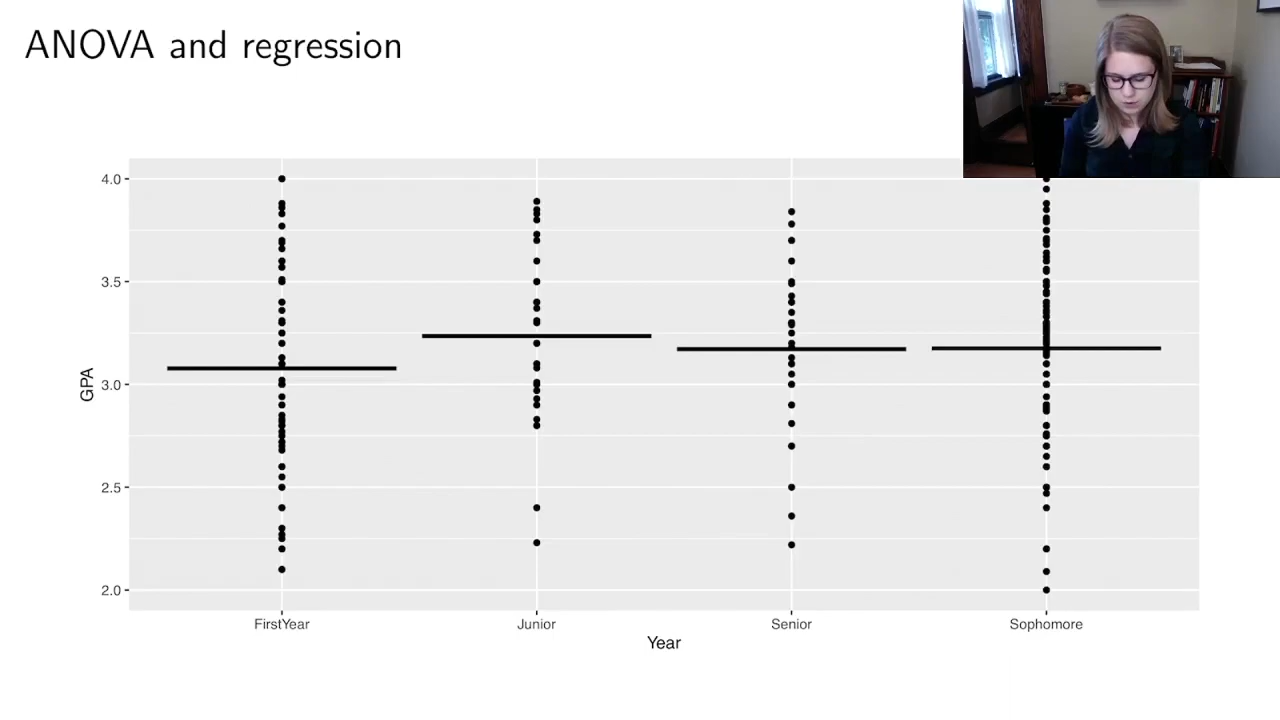 ANOVA and regression
4.0
3.5
3.0
2.5
2.0
GPA
FirstYear Junior Senior Sophomore
Year